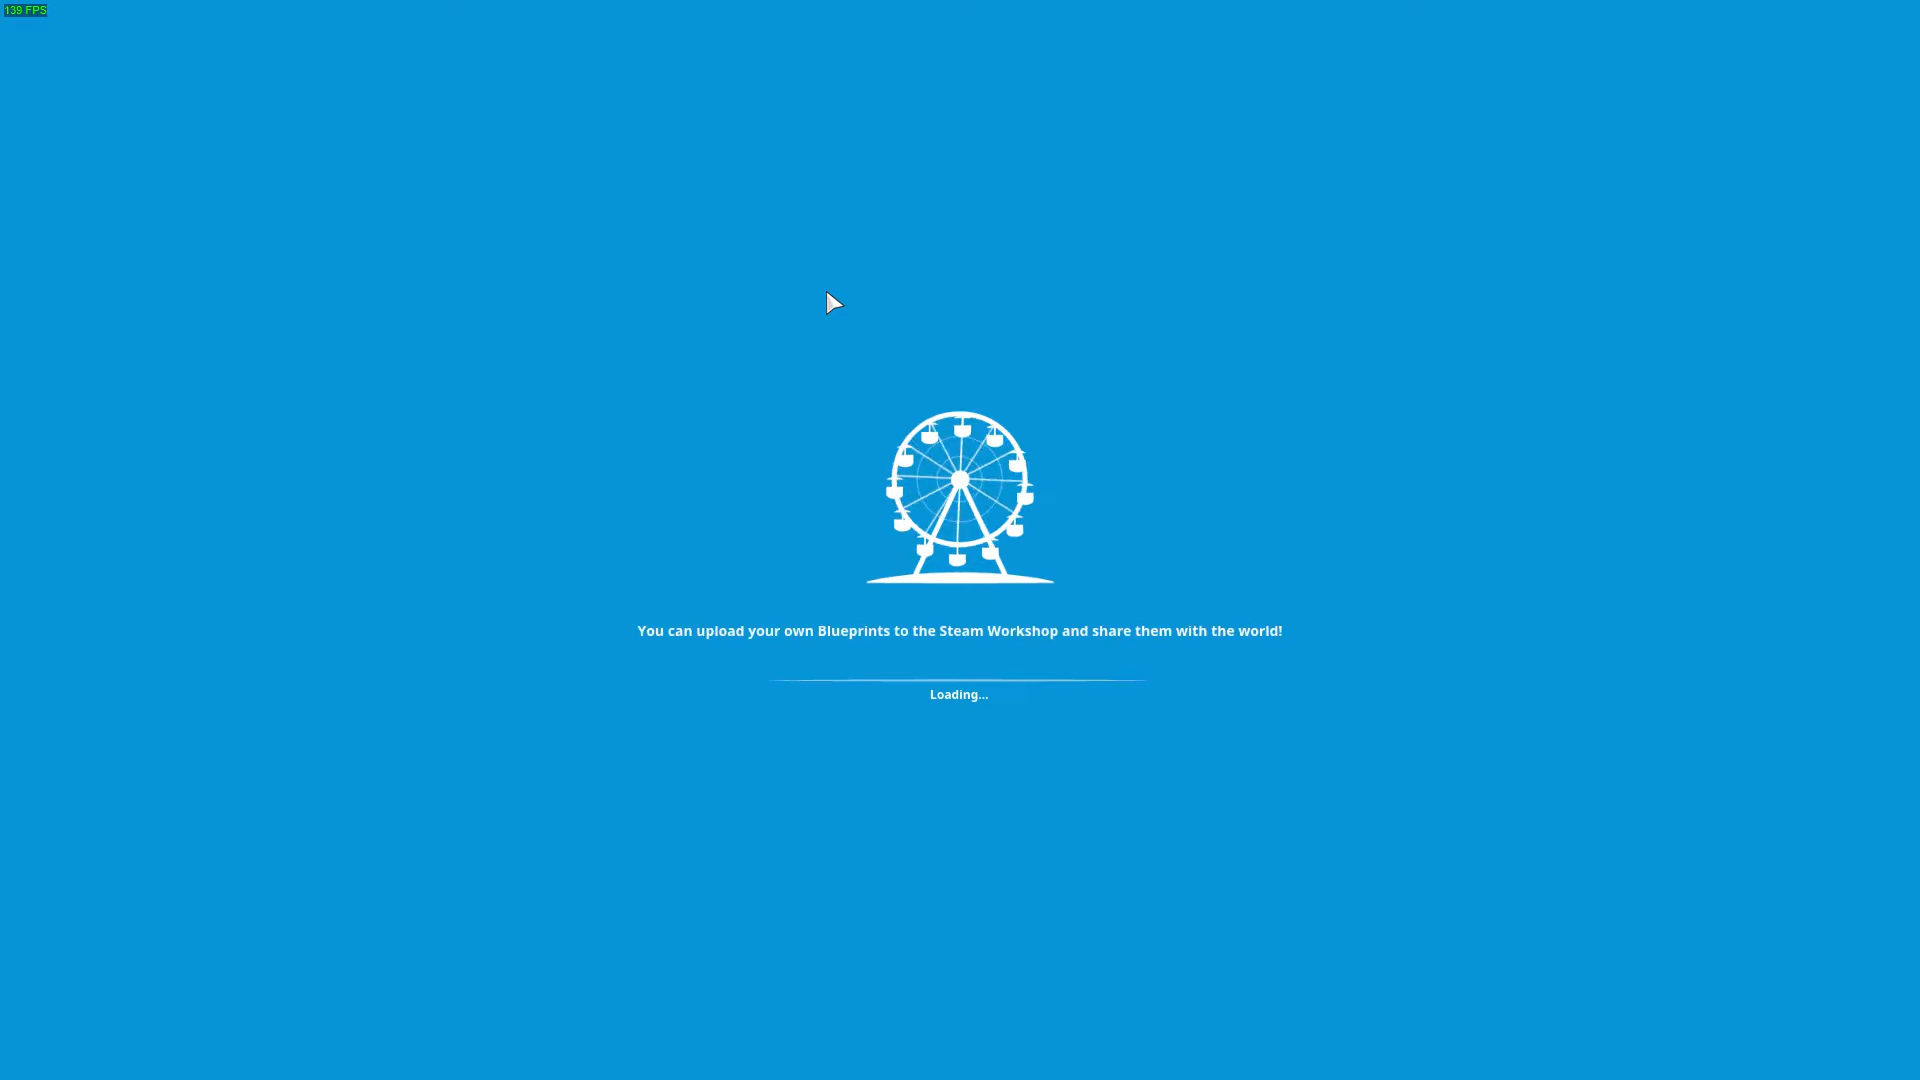 139 FPS
You can upload your own Blueprints to the Steam Workshop and share them with the world!
Loading...